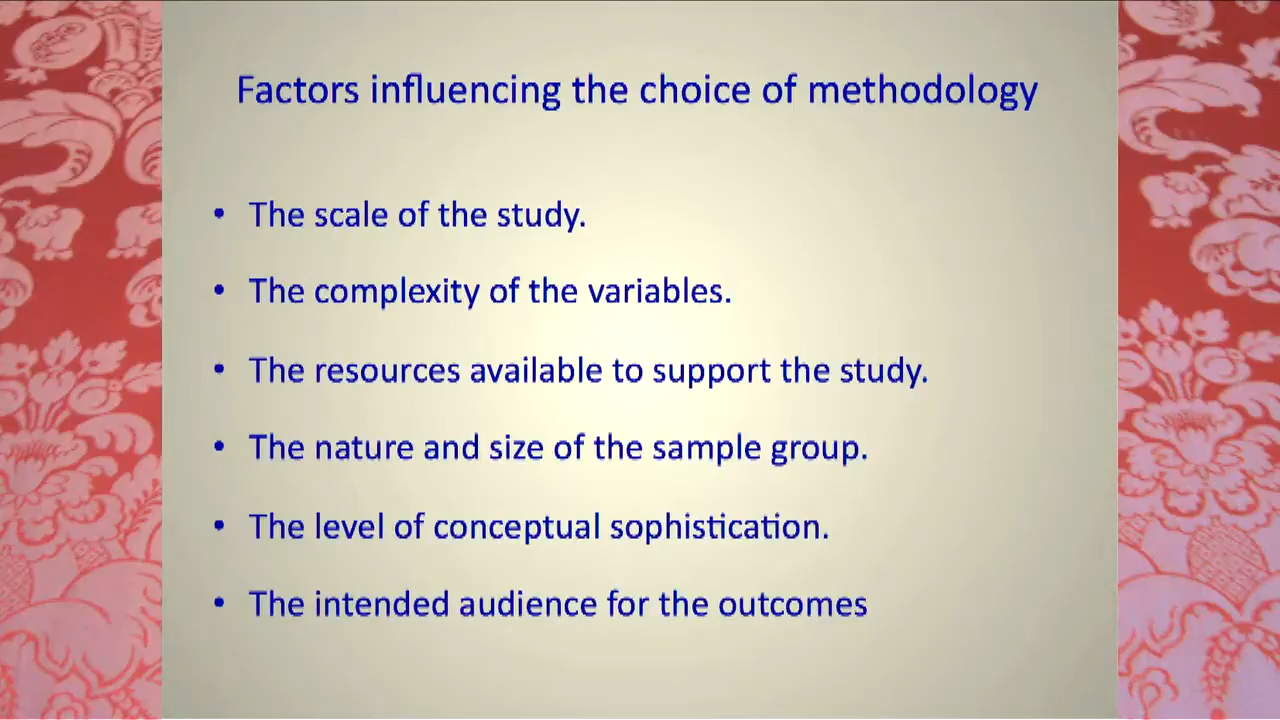 Factors influencing the choice of methodology
• The scale of the study.
• The complexity of the variables.
• The resources available to support the study.
• The nature and size of the sample group.
• The level of conceptual sophistication.
• The intended audience for the outcomes